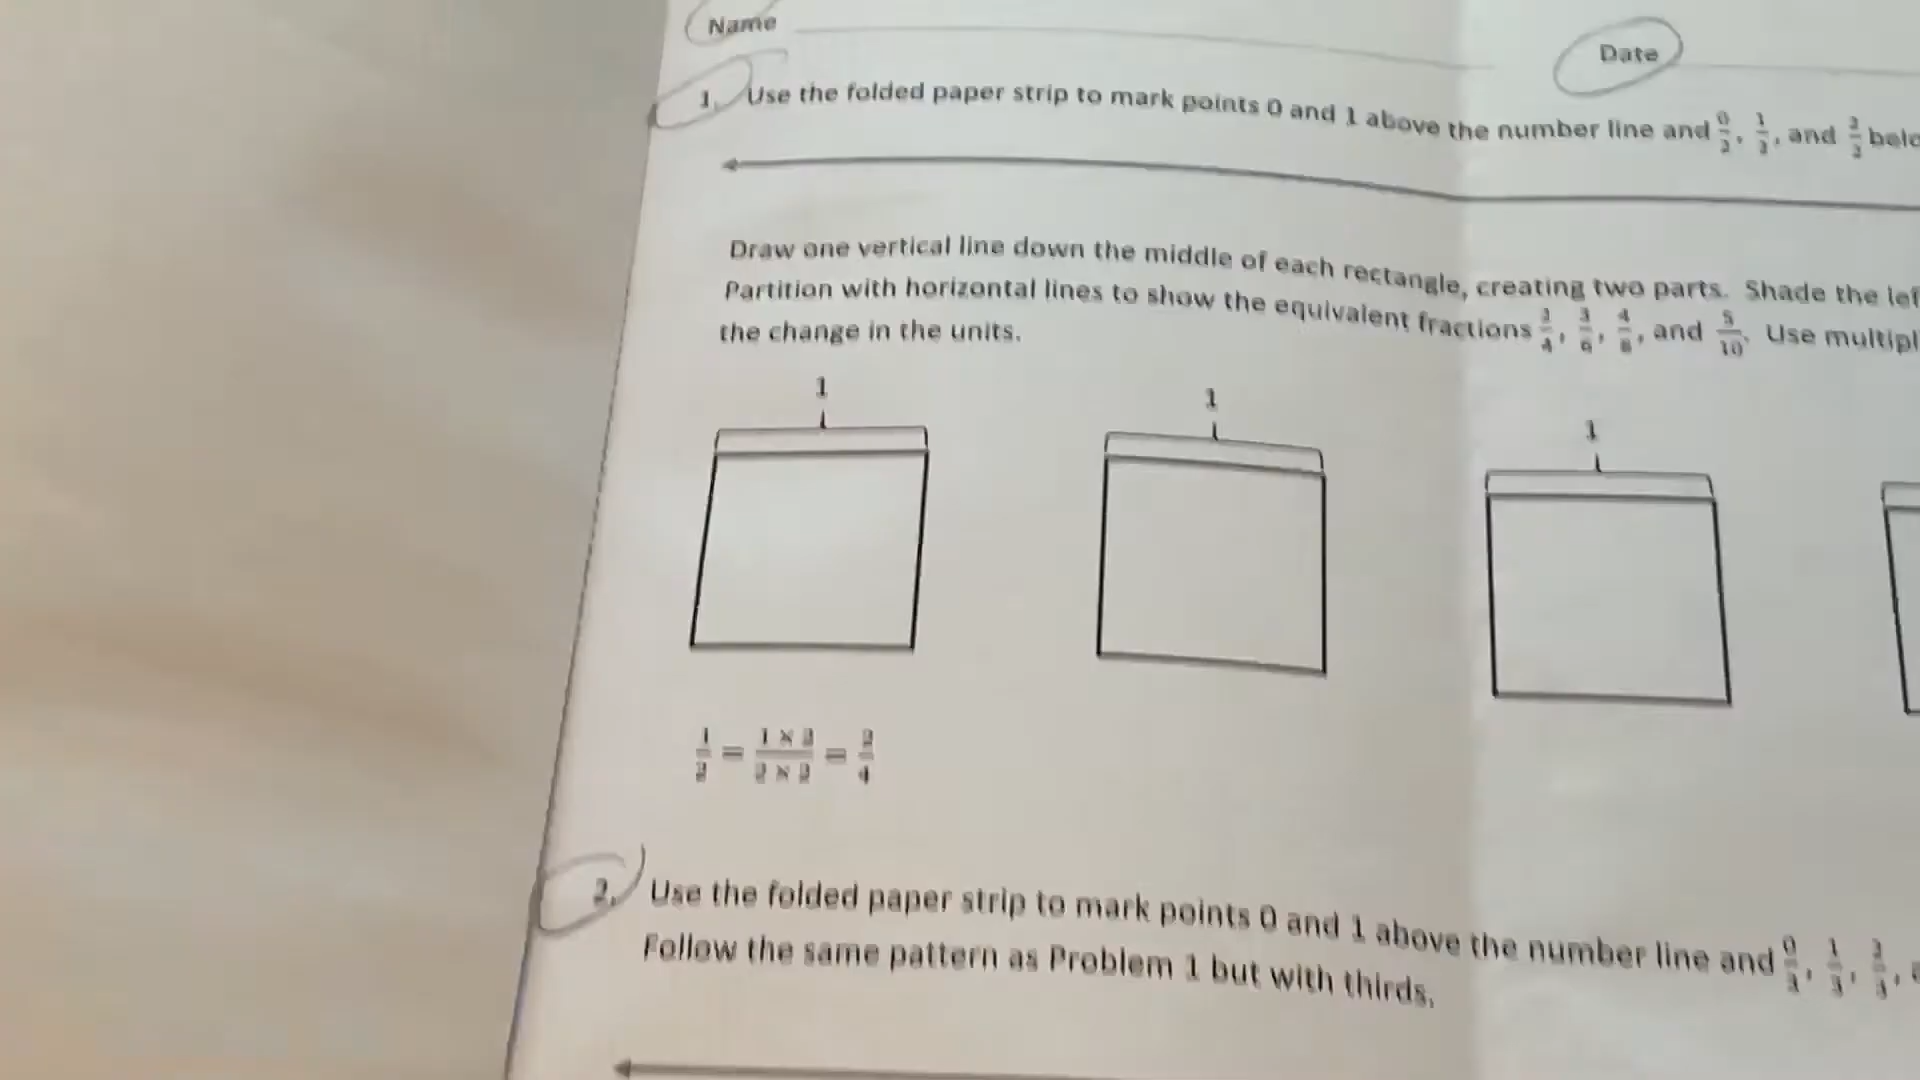 Name Date
1. Use the folded paper strip to mark points 0 and 1 above the number line and 0/2, 1/2, and 2/2 belo
Draw one vertical line down the middle of each rectangle, creating two parts. Shade the lef
Partition with horizontal lines to show the equivalent fractions 2/4, 3/6, 4/8, and 5/10. Use multipl
the change in the units.
1 1 1
1/2 = 1 × 2/2 × 2 = 2/4
2. Use the folded paper strip to mark points 0 and 1 above the number line and 0/3, 1/3, 2/3,
Follow the same pattern as Problem 1 but with thirds.